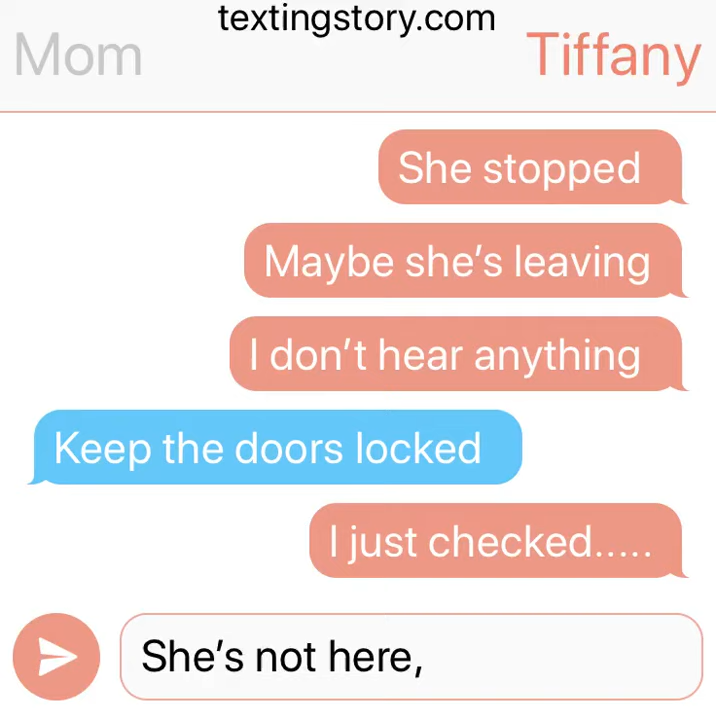 textingstory.com
Mom Tiffany
She stopped
Maybe she's leaving
I don't hear anything
Keep the doors locked
I just checked.....
She's not here,